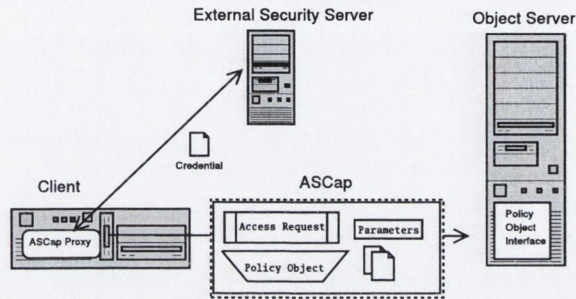 External Security Server
Object Server
Credential
Client
ASCap
ASCap Proxy
Access Request
Parameters
Policy Object
Policy
Object
Interface